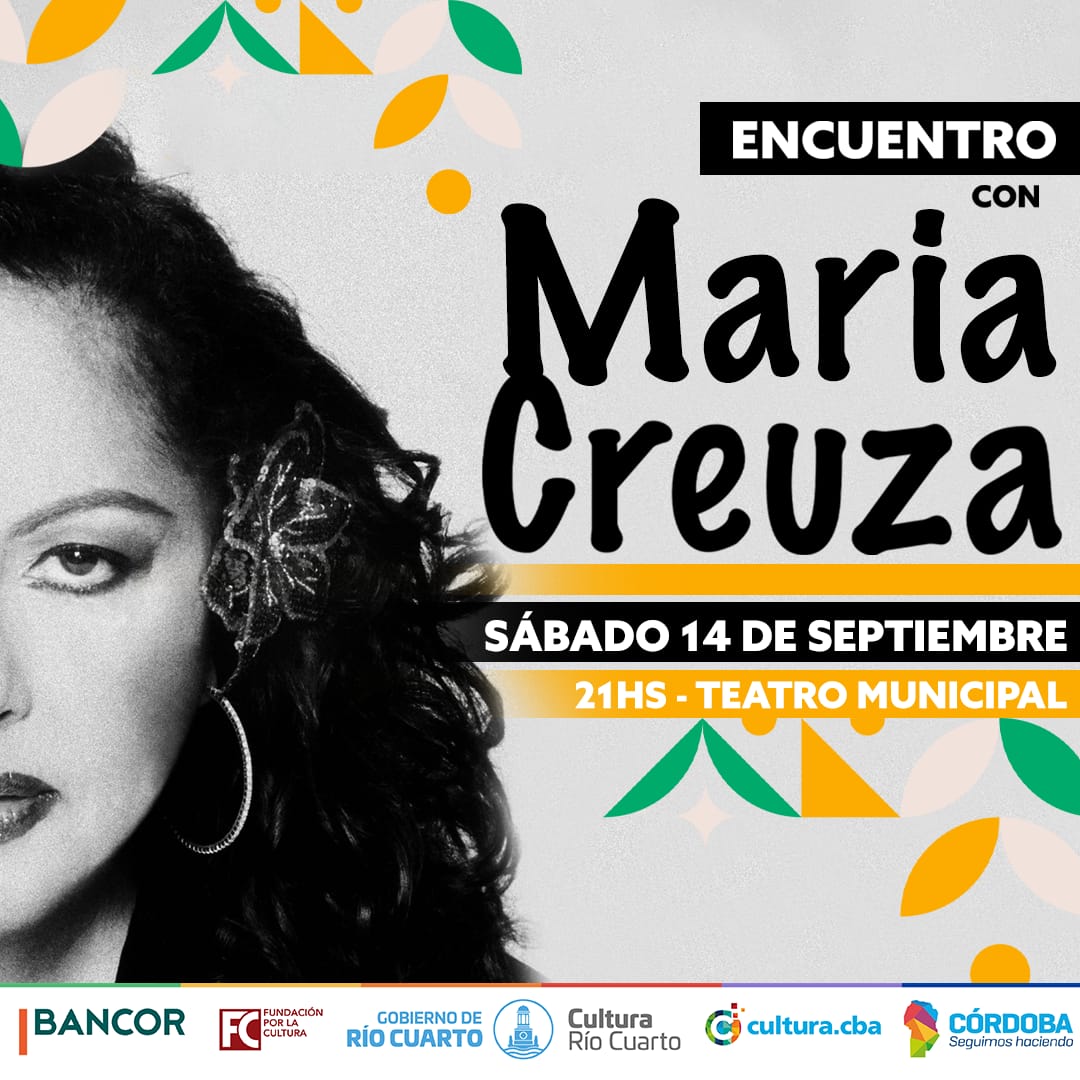 ENCUENTRO
CON
Maria
Creuza
SÁBADO 14 DE SEPTIEMBRE
21HS - TEATRO MUNICIPAL
BANCOR
FC
FUNDACIÓN
POR LA
CULTURA
GOBIERNO DE
RÍO CUARTO
Cultura
Río Cuarto
cultura.cba
CÓRDOBA
Seguimos haciendo